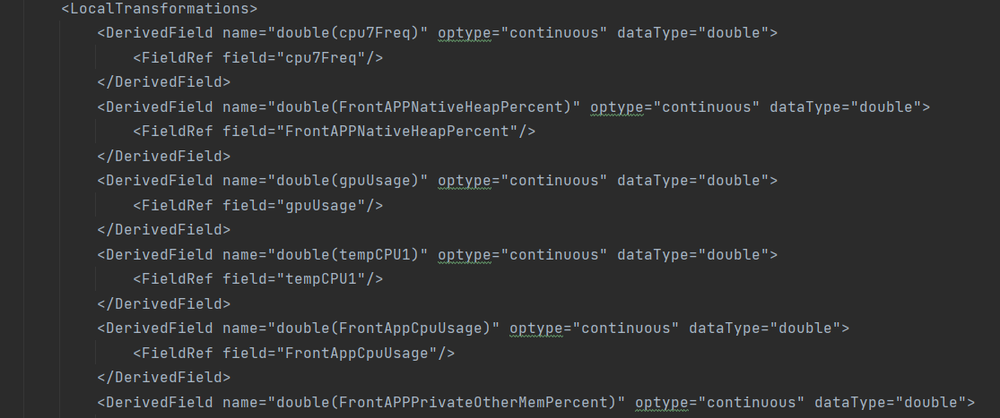 <LocalTransformations>
<DerivedField name="double(cpu7Freq)" optype="continuous" dataType="double">
<FieldRef field="cpu7Freq"/>
</DerivedField>
<DerivedField name="double(FrontAPPNativeHeapPercent)" optype="continuous" dataType="double">
<FieldRef field="FrontAPPNativeHeapPercent"/>
</DerivedField>
<DerivedField name="double(gpuUsage)" optype="continuous" dataType="double">
<FieldRef field="gpuUsage"/>
</DerivedField>
<DerivedField name="double(tempCPU1)" optype="continuous" dataType="double">
<FieldRef field="tempCPU1"/>
</DerivedField>
<DerivedField name="double(FrontAppCpuUsage)" optype="continuous" dataType="double">
<FieldRef field="FrontAppCpuUsage"/>
</DerivedField>
<DerivedField name="double(FrontAPPPrivateOtherMemPercent)" optype="continuous" dataType="double">